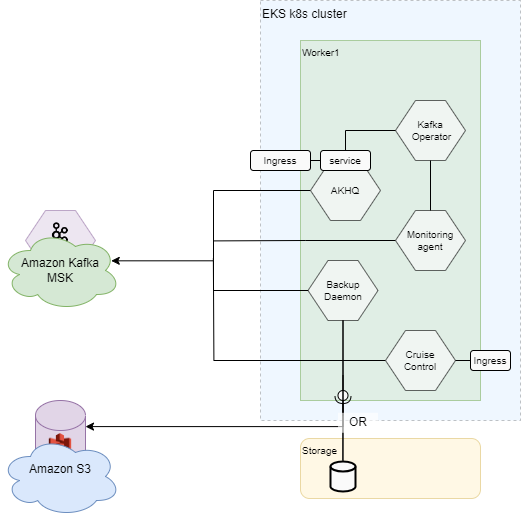 EKS k8s cluster
Worker1
Kafka
Operator
Ingress
service
AKHQ
Monitoring
agent
Amazon Kafka
MSK
Backup
Daemon
Cruise
Control
Ingress
OR
Storage
Amazon S3